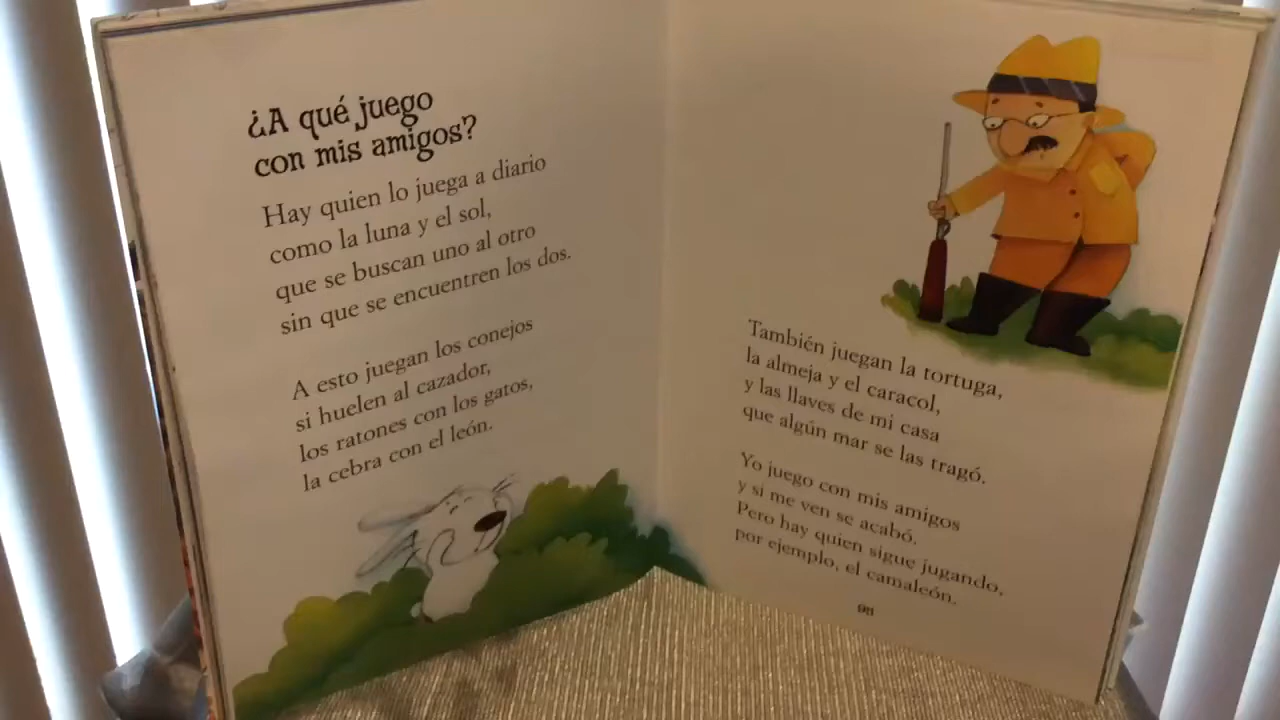 ¿A qué juego
con mis amigos?
Hay quien lo juega a diario
como la luna y el sol,
que se buscan uno al otro
sin que se encuentren los dos.
A esto juegan los conejos
si huelen al cazador,
los ratones con los gatos,
la cebra con el león.
También juegan la tortuga,
la almeja y el caracol,
y las llaves de mi casa
que algún mar se las tragó.
Yo juego con mis amigos
y si me ven se acabó.
Pero hay quien sigue jugando,
por ejemplo, el camaleón.